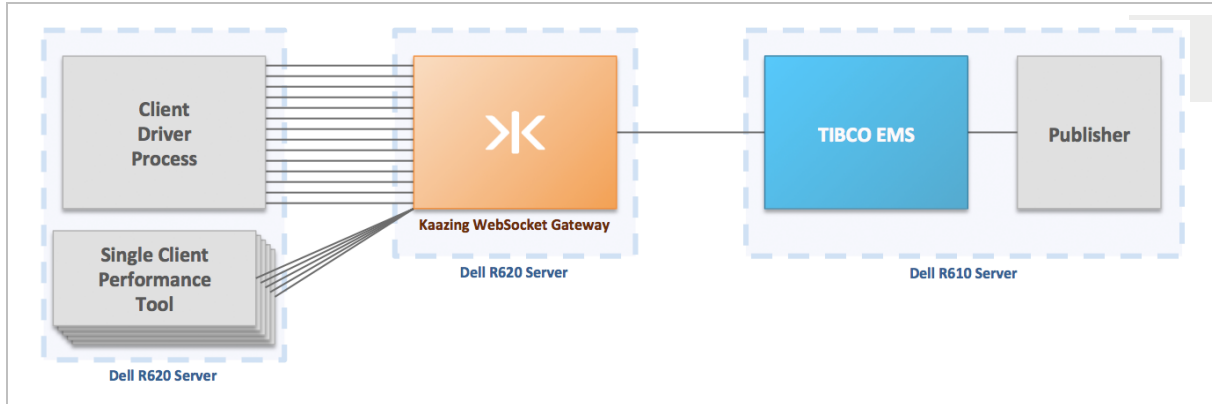 Client
Driver
Process
Single Client
Performance
Tool
Dell R620 Server
Kaazing WebSocket Gateway
Dell R620 Server
TIBCO EMS
Publisher
Dell R610 Server